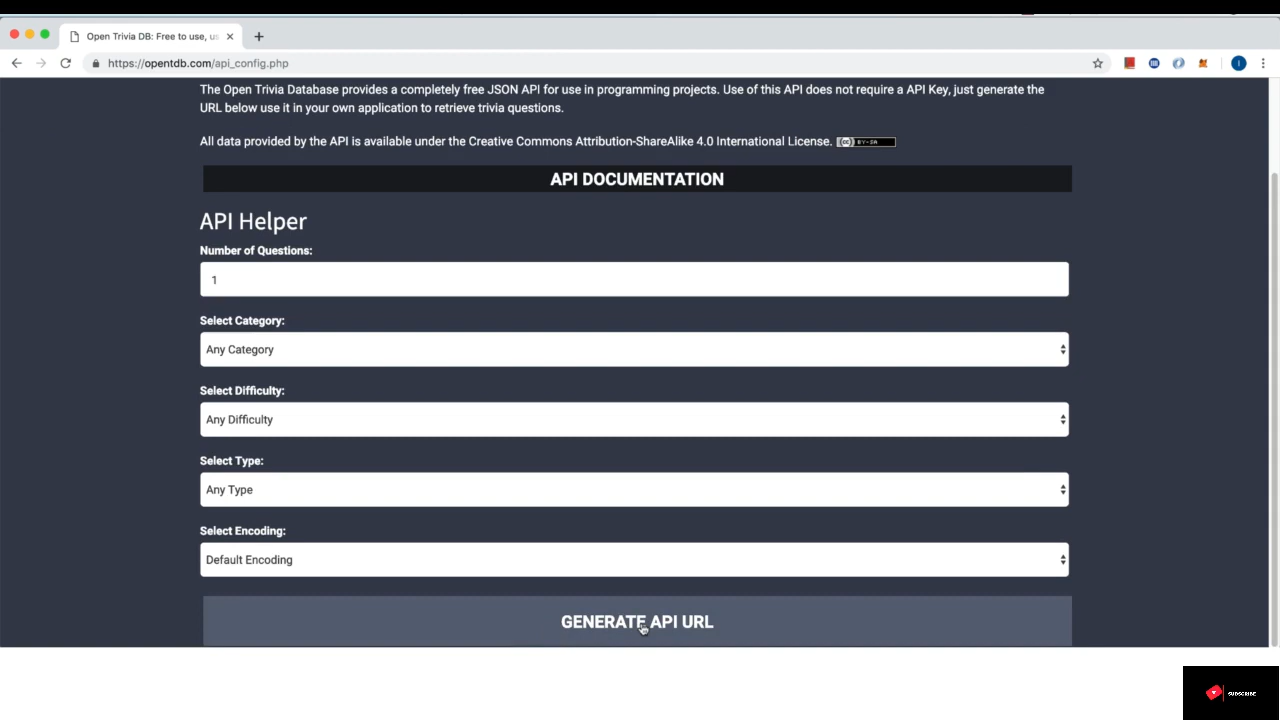 Open Trivia DB: Free to use, us
https://opentdb.com/api_config.php
The Open Trivia Database provides a completely free JSON API for use in programming projects. Use of this API does not require a API Key, just generate the
URL below use it in your own application to retrieve trivia questions.
All data provided by the API is available under the Creative Commons Attribution-ShareAlike 4.0 International License. cc BY-SA
API DOCUMENTATION
API Helper
Number of Questions:
1
Select Category:
Any Category
Select Difficulty:
Any Difficulty
Select Type:
Any Type
Select Encoding:
Default Encoding
GENERATE API URL
SUBSCRIBE